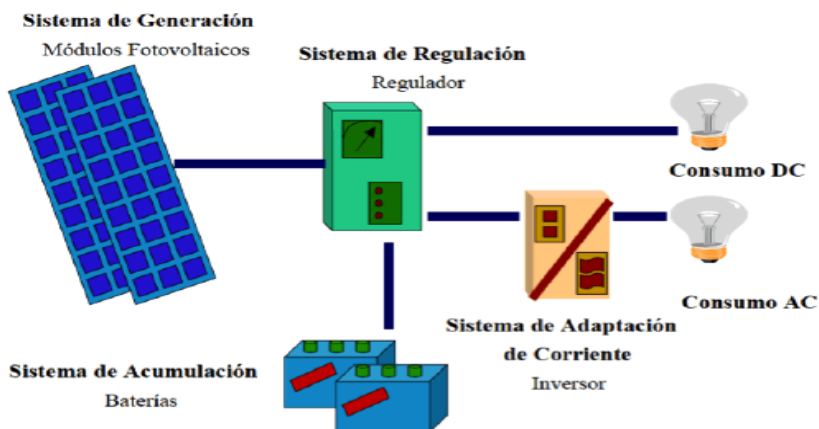 Sistema de Generación
Módulos Fotovoltaicos
Sistema de Regulación
Regulador
Consumo DC
Consumo AC
Sistema de Adaptación
de Corriente
Inversor
Sistema de Acumulación
Baterías